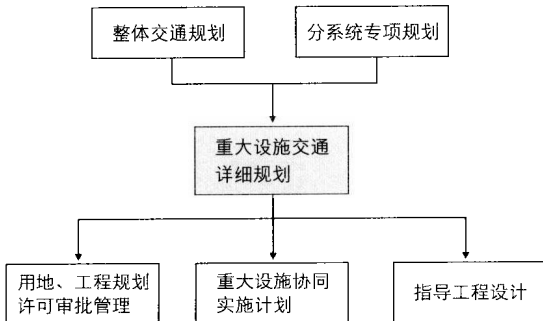 整体交通规划
分系统专项规划
重大设施交通
详细规划
用地、工程规划
许可审批管理
重大设施协同
实施计划
指导工程设计